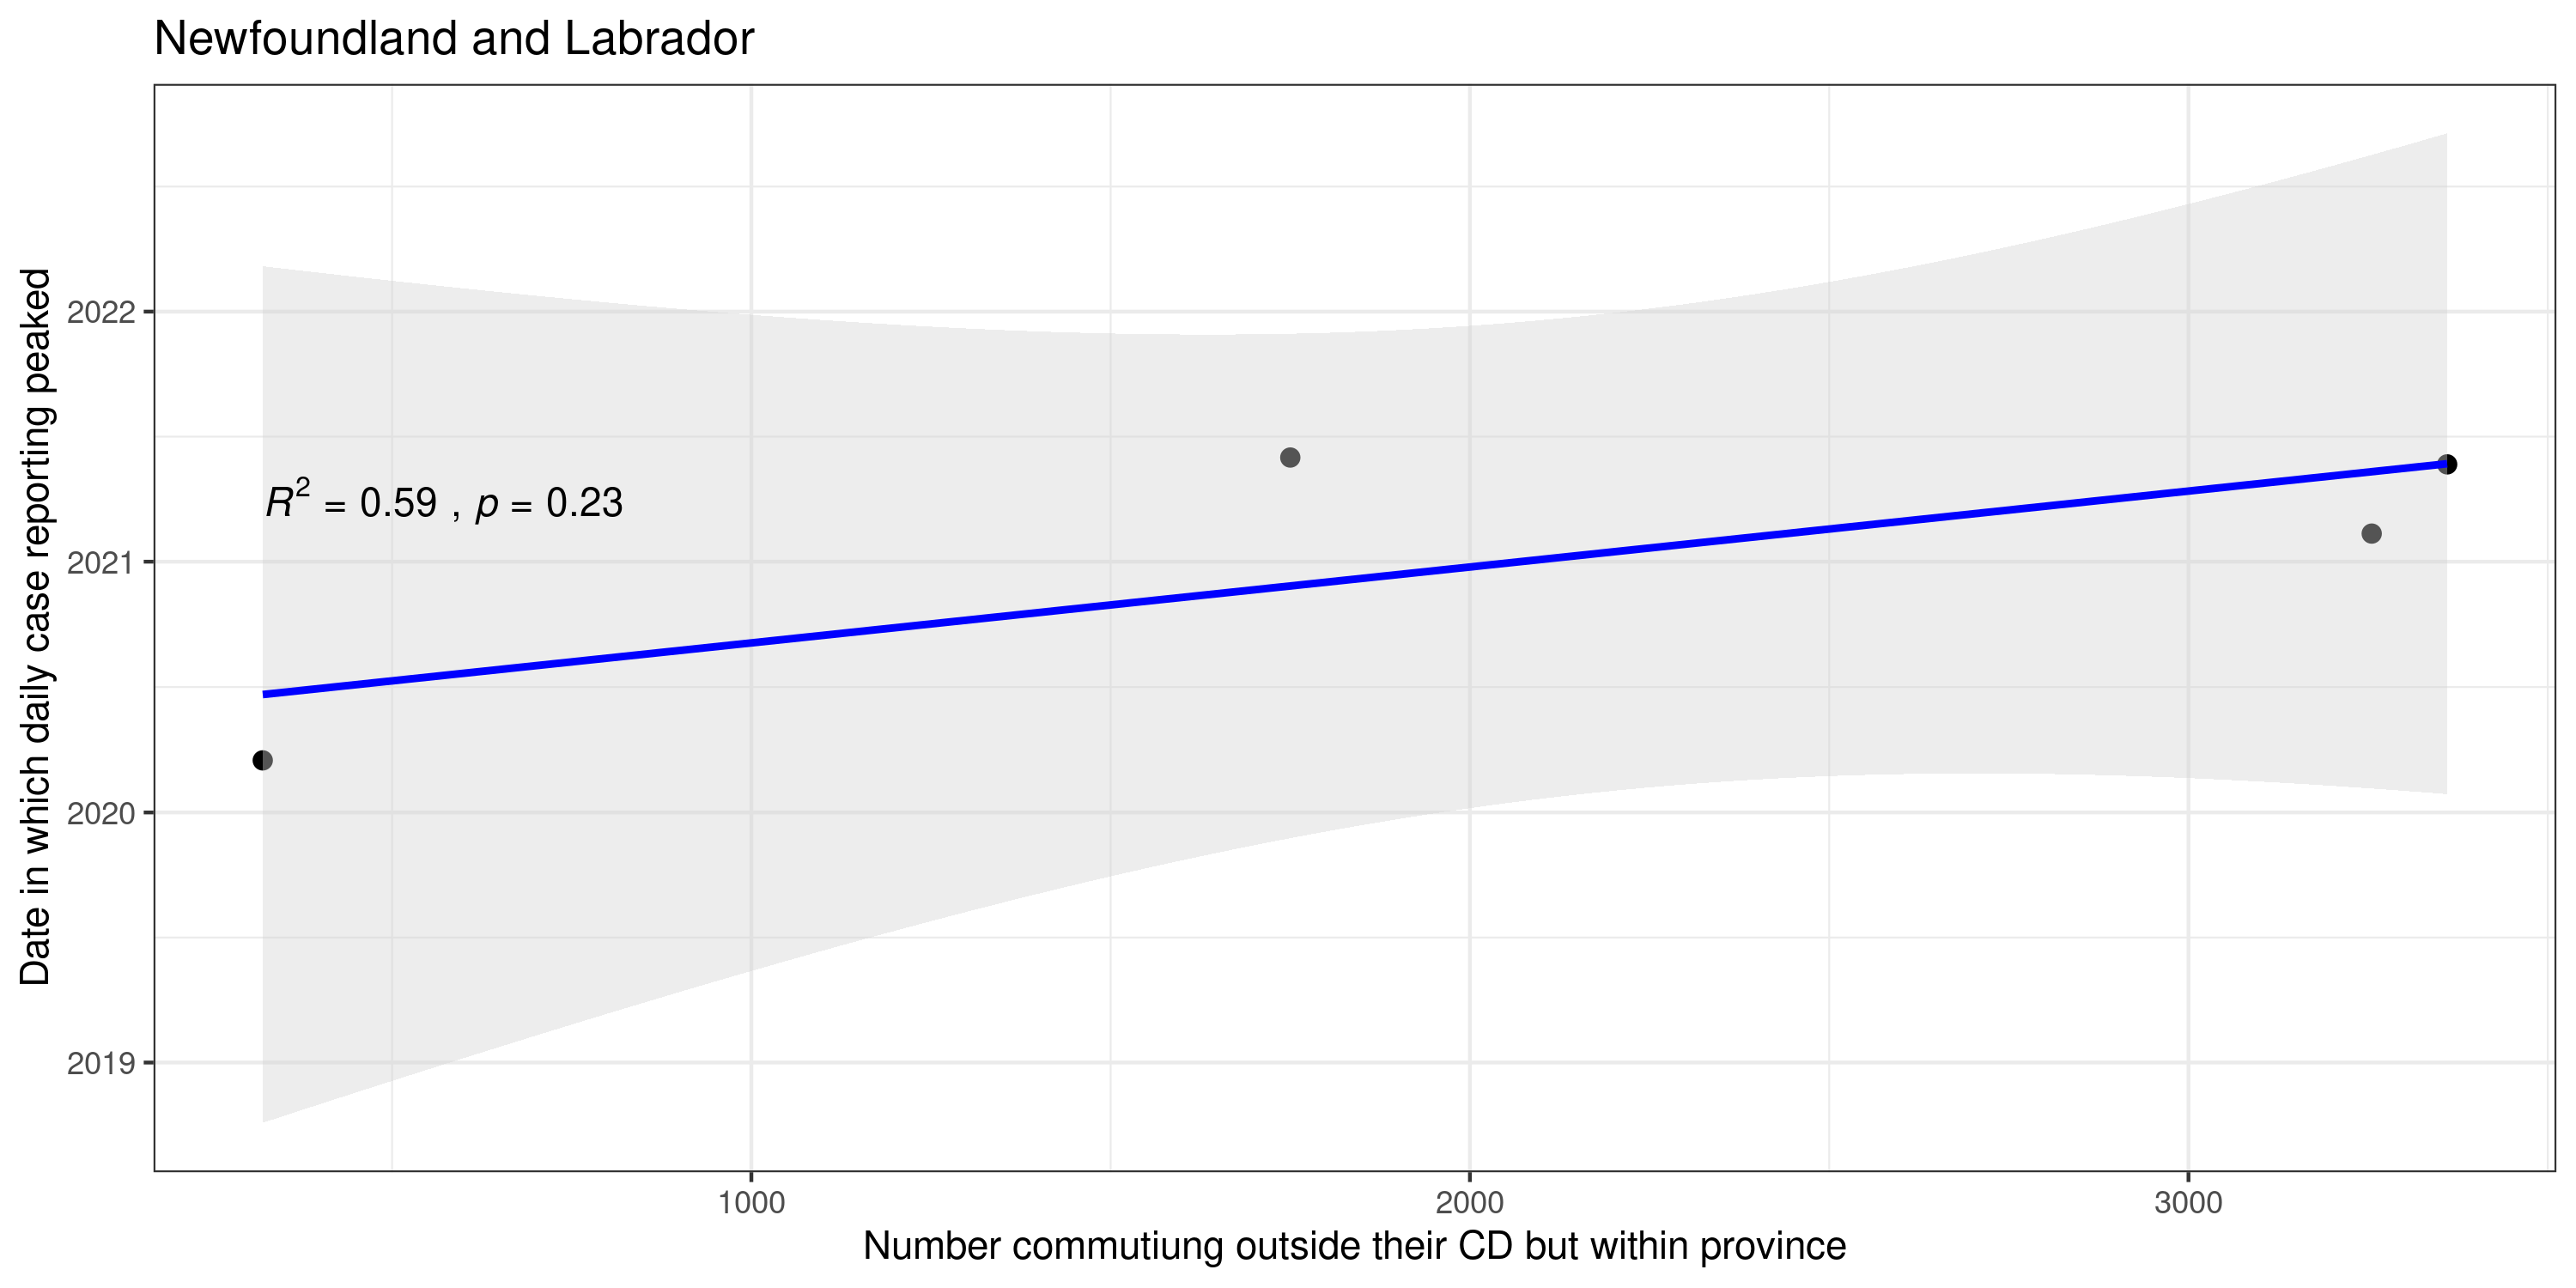 Newfoundland and Labrador
Date in which daily case reporting peaked
2022
2021
2020
2019
R² = 0.59 , p = 0.23
1000
2000
3000
Number commutiung outside their CD but within province